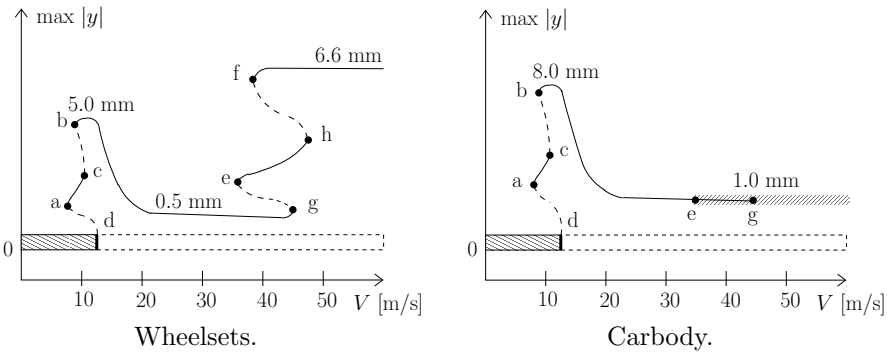 max |y|
6.6 mm
f
5.0 mm
b
h
c
e
a
0.5 mm
g
d
0
10 20 30 40 50 V [m/s]
Wheelsets.
max |y|
8.0 mm
b
c
a
1.0 mm
e g
d
0
10 20 30 40 50 V [m/s]
Carbody.